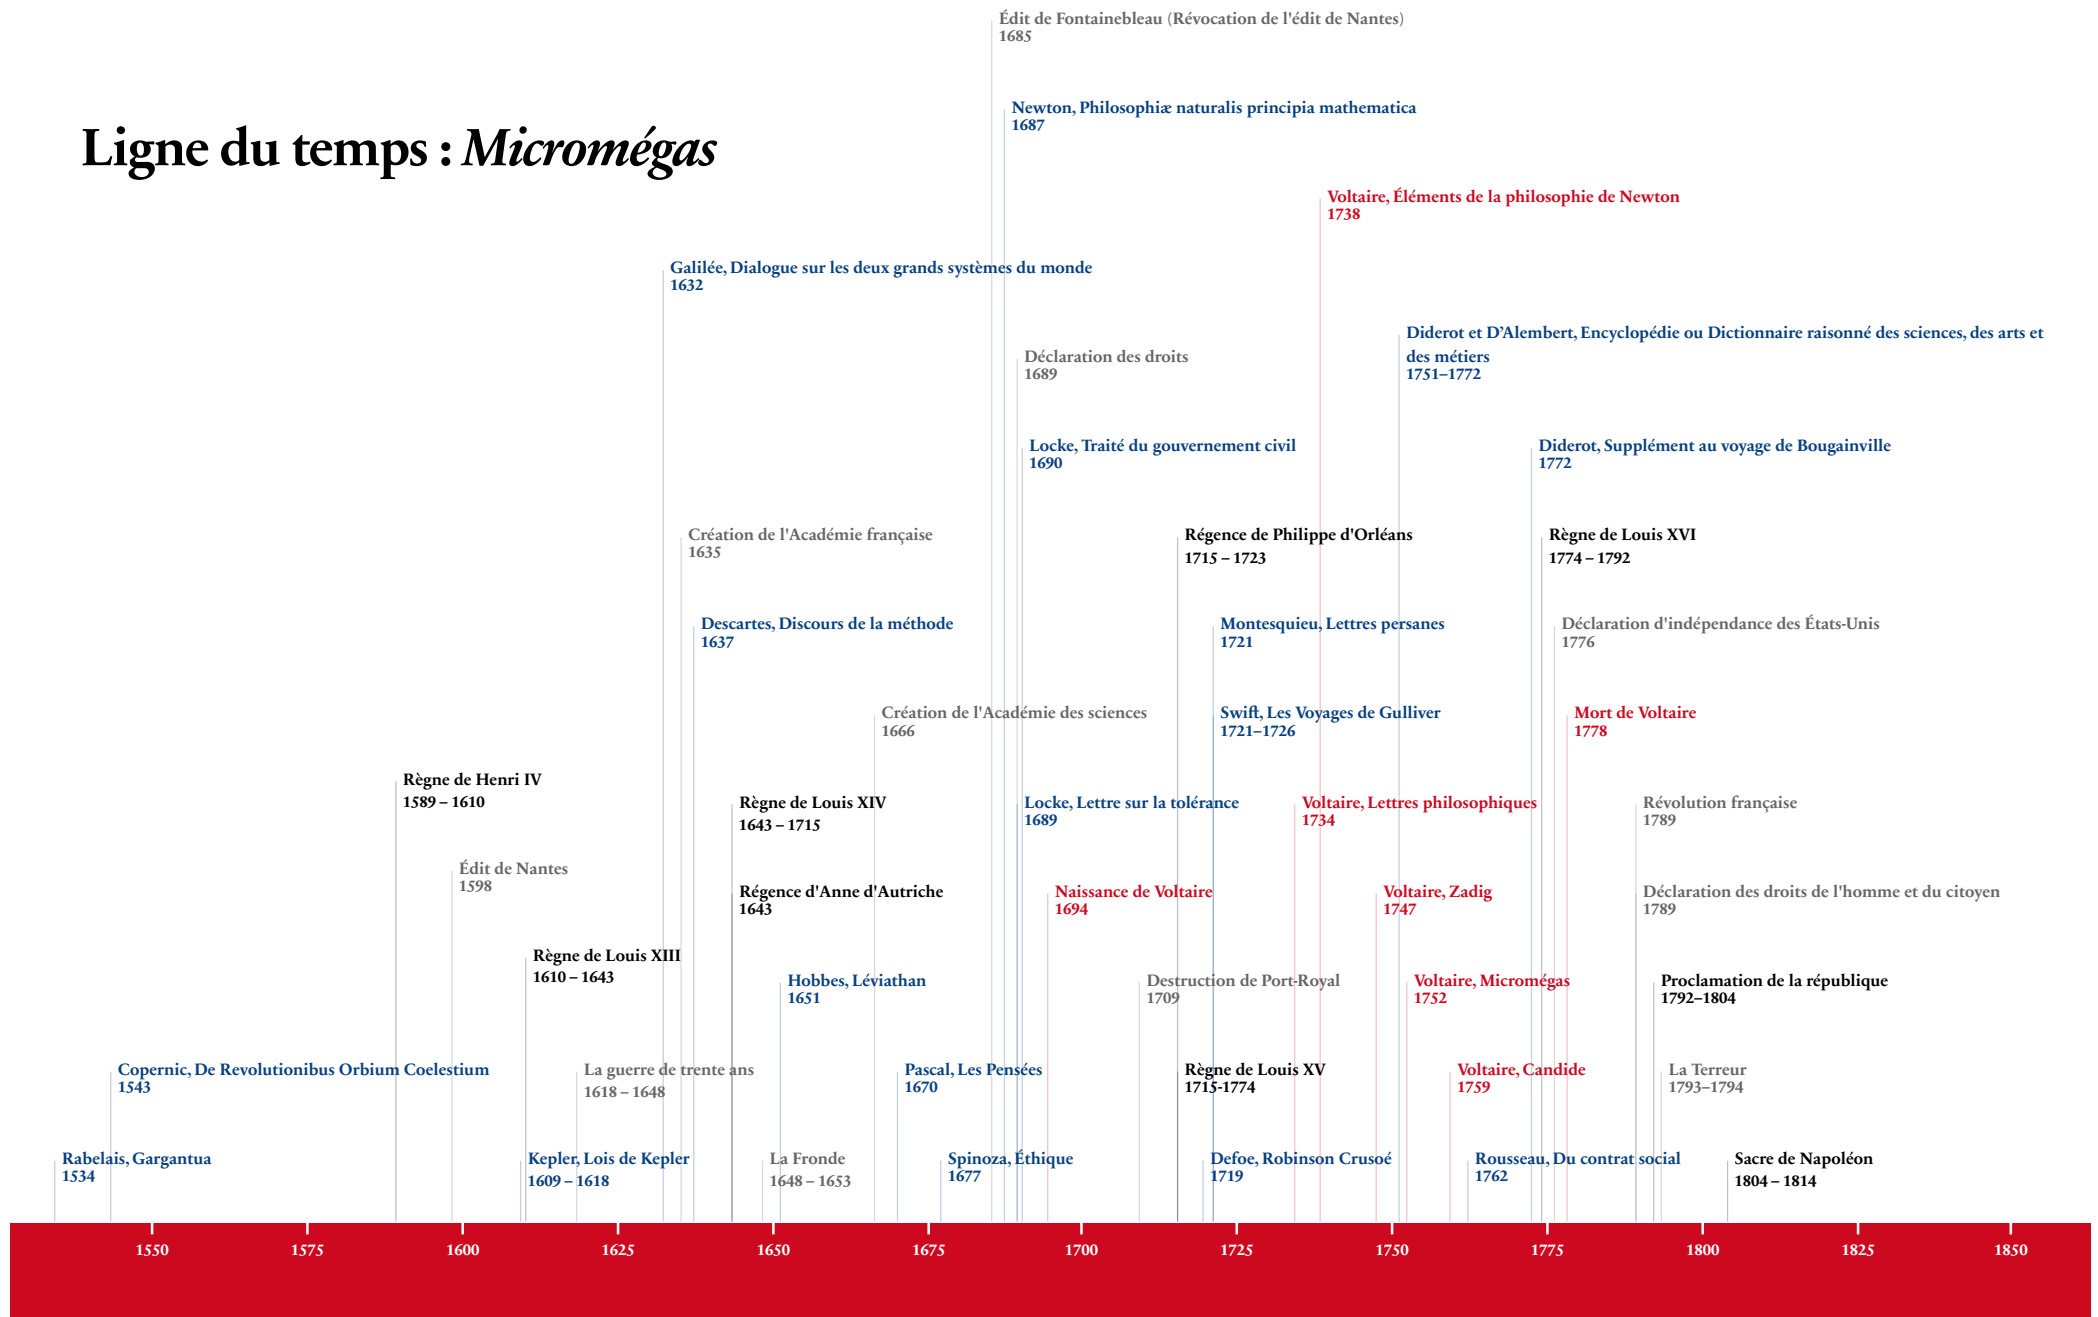 Édit de Fontainebleau (Révocation de l'édit de Nantes)
1685
Newton, Philosophiæ naturalis principia mathematica
1687
Ligne du temps : Micromégas
Voltaire, Éléments de la philosophie de Newton
1738
Galilée, Dialogue sur les deux grands systèmes du monde
1632
Diderot et D’Alembert, Encyclopédie ou Dictionnaire raisonné des sciences, des arts et
des métiers
1751–1772
Déclaration des droits
1689
Locke, Traité du gouvernement civil
1690
Diderot, Supplément au voyage de Bougainville
1772
Création de l'Académie française
1635
Régence de Philippe d'Orléans
1715 – 1723
Règne de Louis XVI
1774 – 1792
Descartes, Discours de la méthode
1637
Montesquieu, Lettres persanes
1721
Déclaration d'indépendance des États-Unis
1776
Création de l'Académie des sciences
1666
Swift, Les Voyages de Gulliver
1721–1726
Mort de Voltaire
1778
Règne de Henri IV
1589 – 1610
Règne de Louis XIV
1643 – 1715
Locke, Lettre sur la tolérance
1689
Voltaire, Lettres philosophiques
1734
Révolution française
1789
Édit de Nantes
1598
Régence d'Anne d'Autriche
1643
Naissance de Voltaire
1694
Voltaire, Zadig
1747
Déclaration des droits de l'homme et du citoyen
1789
Règne de Louis XIII
1610 – 1643
Hobbes, Léviathan
1651
Destruction de Port-Royal
1709
Voltaire, Micromégas
1752
Proclamation de la république
1792–1804
Copernic, De Revolutionibus Orbium Coelestium
1543
La guerre de trente ans
1618 – 1648
Pascal, Les Pensées
1670
Règne de Louis XV
1715-1774
Voltaire, Candide
1759
La Terreur
1793–1794
Rabelais, Gargantua
1534
Kepler, Lois de Kepler
1609 – 1618
La Fronde
1648 – 1653
Spinoza, Éthique
1677
Defoe, Robinson Crusoé
1719
Rousseau, Du contrat social
1762
Sacre de Napoléon
1804 – 1814
1550 1575 1600 1625 1650 1675 1700 1725 1750 1775 1800 1825 1850